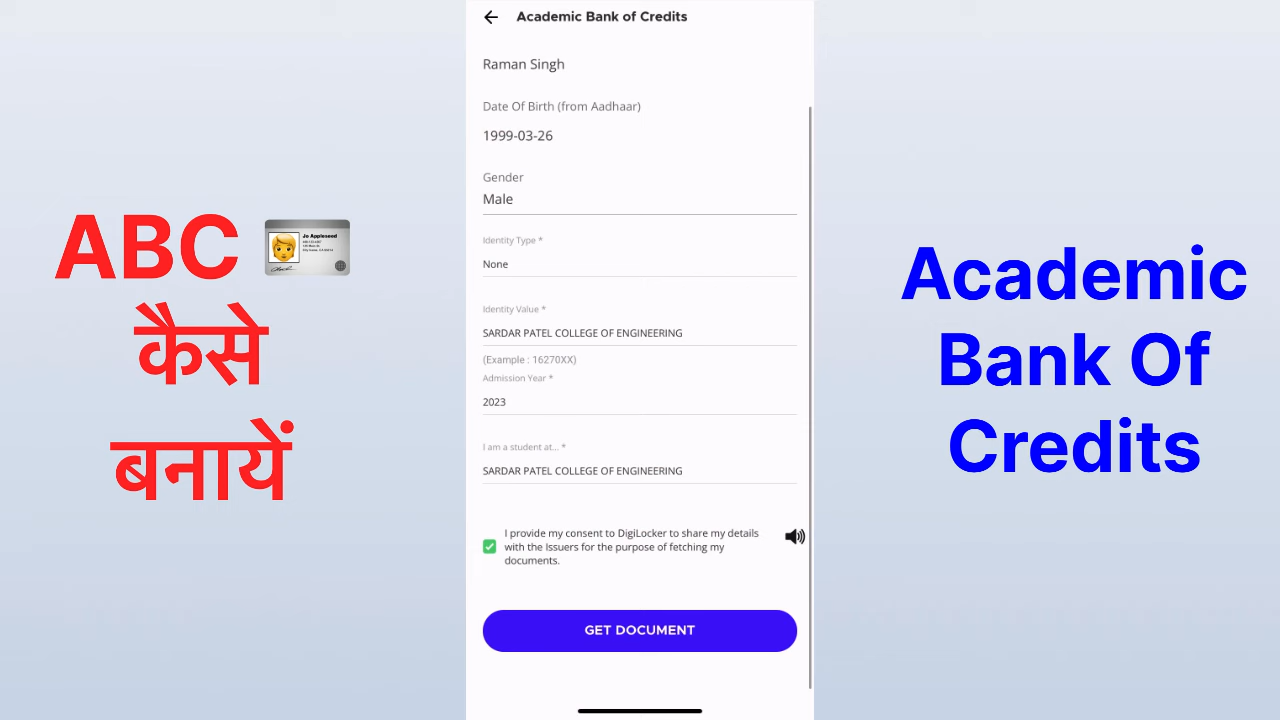 ABC
कैसे
बनायें
Academic Bank of Credits
Raman Singh
Date Of Birth (from Aadhaar)
1999-03-26
Gender
Male
Identity Type *
None
Identity Value *
SARDAR PATEL COLLEGE OF ENGINEERING
(Example : 16270XX)
Admission Year *
2023
I am a student at... *
SARDAR PATEL COLLEGE OF ENGINEERING
I provide my consent to DigiLocker to share my details
with the Issuers for the purpose of fetching my
documents.
GET DOCUMENT
Academic
Bank Of
Credits
Jo Appleseed